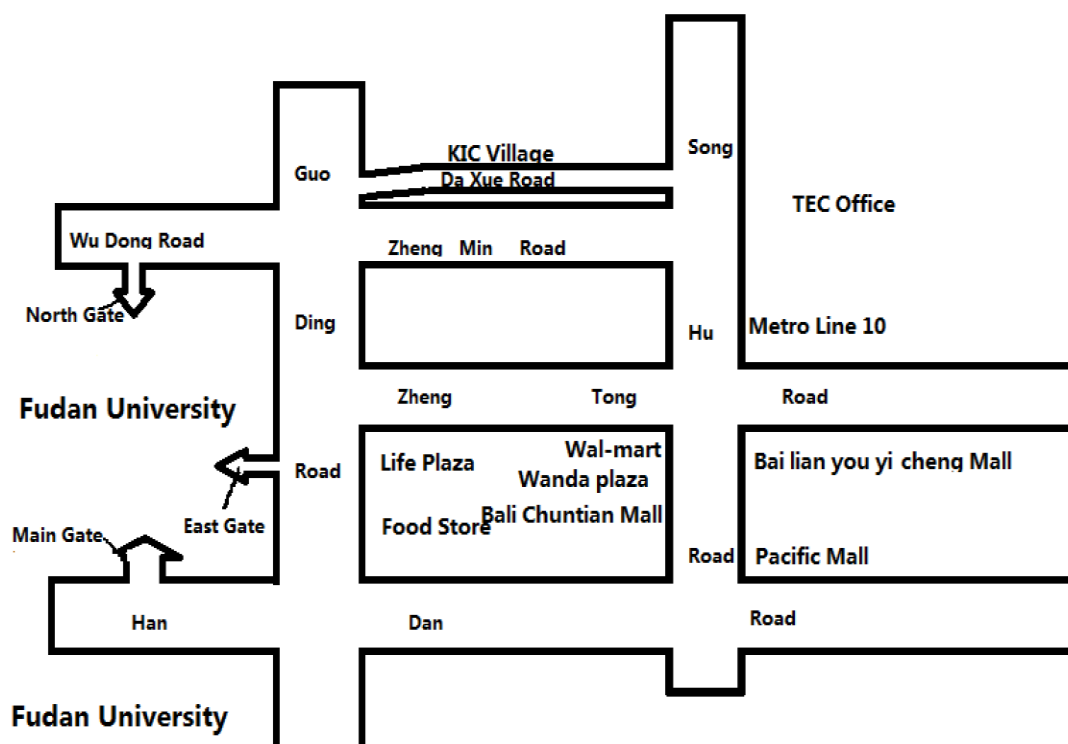 Song
KIC Village
Guo
Da Xue Road
TEC Office
Wu Dong Road
Zheng Min Road
North Gate
Ding
Hu
Metro Line 10
Fudan University
Zheng Tong Road
Wal-mart
Life Plaza
Bai lian you yi cheng Mall
Road
Wanda plaza
Bali Chuntian Mall
East Gate
Food Store
Main Gate
Road
Pacific Mall
Han Dan Road
Fudan University